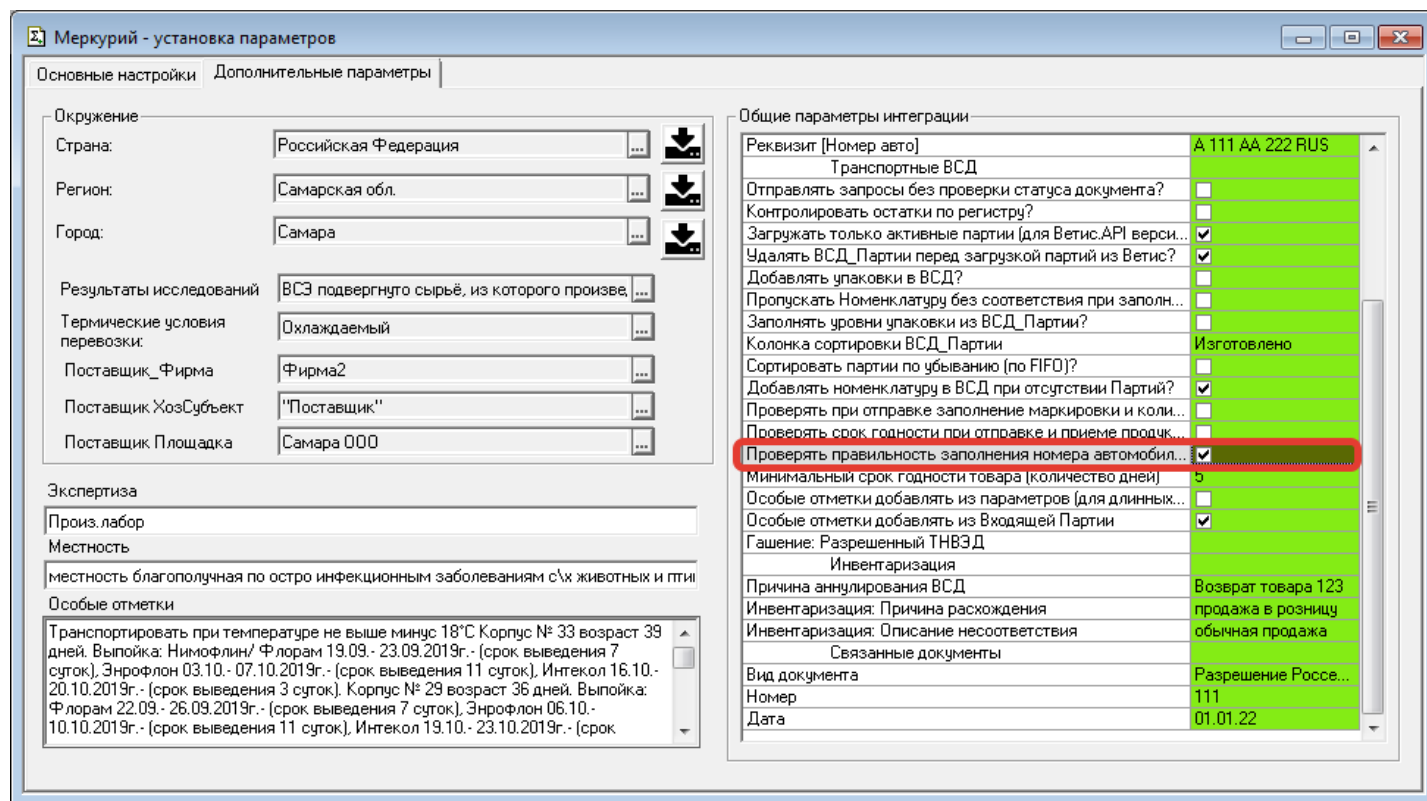 Меркурий - установка параметров
Основные настройки
Дополнительные параметры
Окружение
Страна:
Российская Федерация
...
Регион:
Самарская обл.
...
Город:
Самара
...
Результаты исследований
ВСЭ подвергнуто сырьё, из которого произве,
...
Термические условия
перевозки:
Охлаждаемый
...
Поставщик_Фирма
Фирма2
...
Поставщик ХозСубъект
"Поставщик"
...
Поставщик Площадка
Самара ООО
...
Экспертиза
Произ.лабор
Местность
местность благополучная по остро инфекционным заболеваниям с\х животных и пти
Особые отметки
Транспортировать при температуре не выше минус 18°С Корпус № 33 возраст 39
дней. Выпойка: Нимофлин/ Флорам 19.09.- 23.09.2019г.- (срок выведения 7
суток), Энрофлон 03.10.- 07.10.2019г.- (срок выведения 11 суток), Интекол 16.10.-
20.10.2019г.- (срок выведения 3 суток). Корпус № 29 возраст 36 дней. Выпойка:
Флорам 22.09.- 26.09.2019г.- (срок выведения 7 суток), Энрофлон 06.10.-
10.10.2019г.- (срок выведения 11 суток), Интекол 19.10.- 23.10.2019г.- (срок
Общие параметры интеграции
Реквизит [Номер авто] А 111 АА 222 RUS
Транспортные ВСД
Отправлять запросы без проверки статуса документа?
Контролировать остатки по регистру?
Загружать только активные партии (для Ветис.API верси...
Удалять ВСД_Партии перед загрузкой партий из Ветис?
Добавлять упаковки в ВСД?
Пропускать Номенклатуру без соответствия при заполн...
Заполнять уровни упаковки из ВСД_Партии?
Колонка сортировки ВСД_Партии Изготовлено
Сортировать партии по убыванию (по FIFO)?
Добавлять номенклатуру в ВСД при отсутствии Партий?
Проверять при отправке заполнение маркировки и коли...
Проверять срок годности при отправке и приеме продук...
Проверять правильность заполнения номера автомобил...
Минимальный срок годности товара (количество дней) 5
Особые отметки добавлять из параметров (для длинных...
Особые отметки добавлять из Входящей Партии
Гашение: Разрешенный ТНВЭД
Инвентаризация
Причина аннулирования ВСД Возврат товара 123
Инвентаризация: Причина расхождения продажа в розницу
Инвентаризация: Описание несоответствия обычная продажа
Связанные документы
Вид документа Разрешение Россе...
Номер 111
Дата 01.01.22